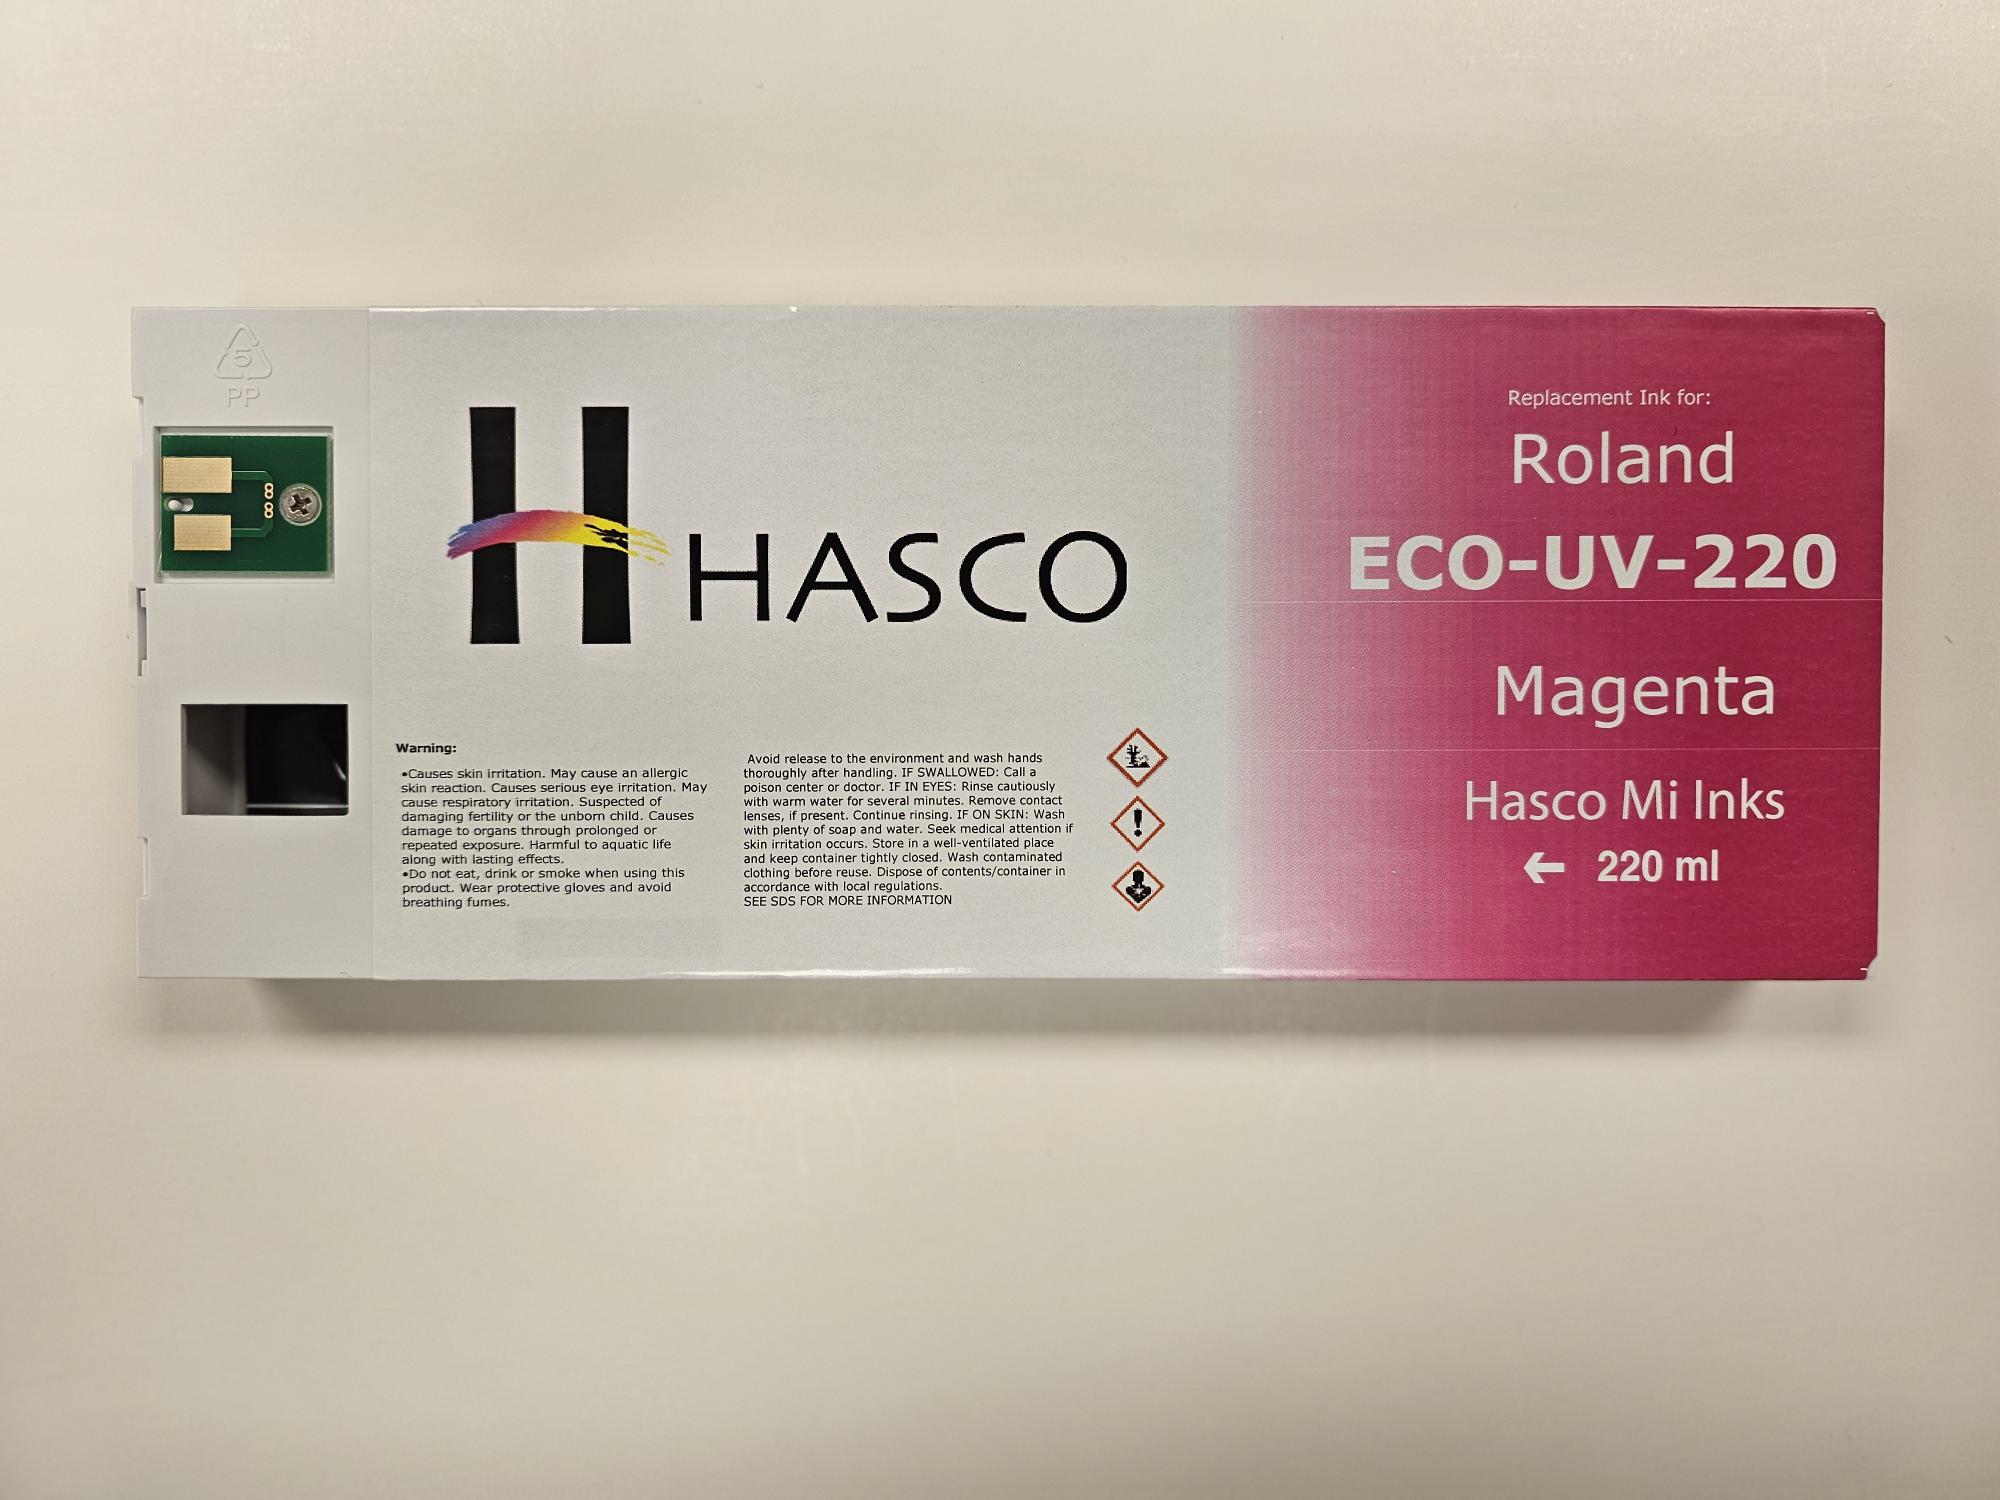 5
PP
HASCO
Warning:
•Causes skin irritation. May cause an allergic
skin reaction. Causes serious eye irritation. May
cause respiratory irritation. Suspected of
damaging fertility or the unborn child. Causes
damage to organs through prolonged or
repeated exposure. Harmful to aquatic life
along with lasting effects.
•Do not eat, drink or smoke when using this
product. Wear protective gloves and avoid
breathing fumes.
Avoid release to the environment and wash hands
thoroughly after handling. IF SWALLOWED: Call a
poison center or doctor. IF IN EYES: Rinse cautiously
with warm water for several minutes. Remove contact
lenses, if present. Continue rinsing. IF ON SKIN: Wash
with plenty of soap and water. Seek medical attention if
skin irritation occurs. Store in a well-ventilated place
and keep container tightly closed. Wash contaminated
clothing before reuse. Dispose of contents/container in
accordance with local regulations.
SEE SDS FOR MORE INFORMATION
Replacement Ink for:
Roland
ECO-UV-220
Magenta
Hasco Mi Inks
← 220 ml